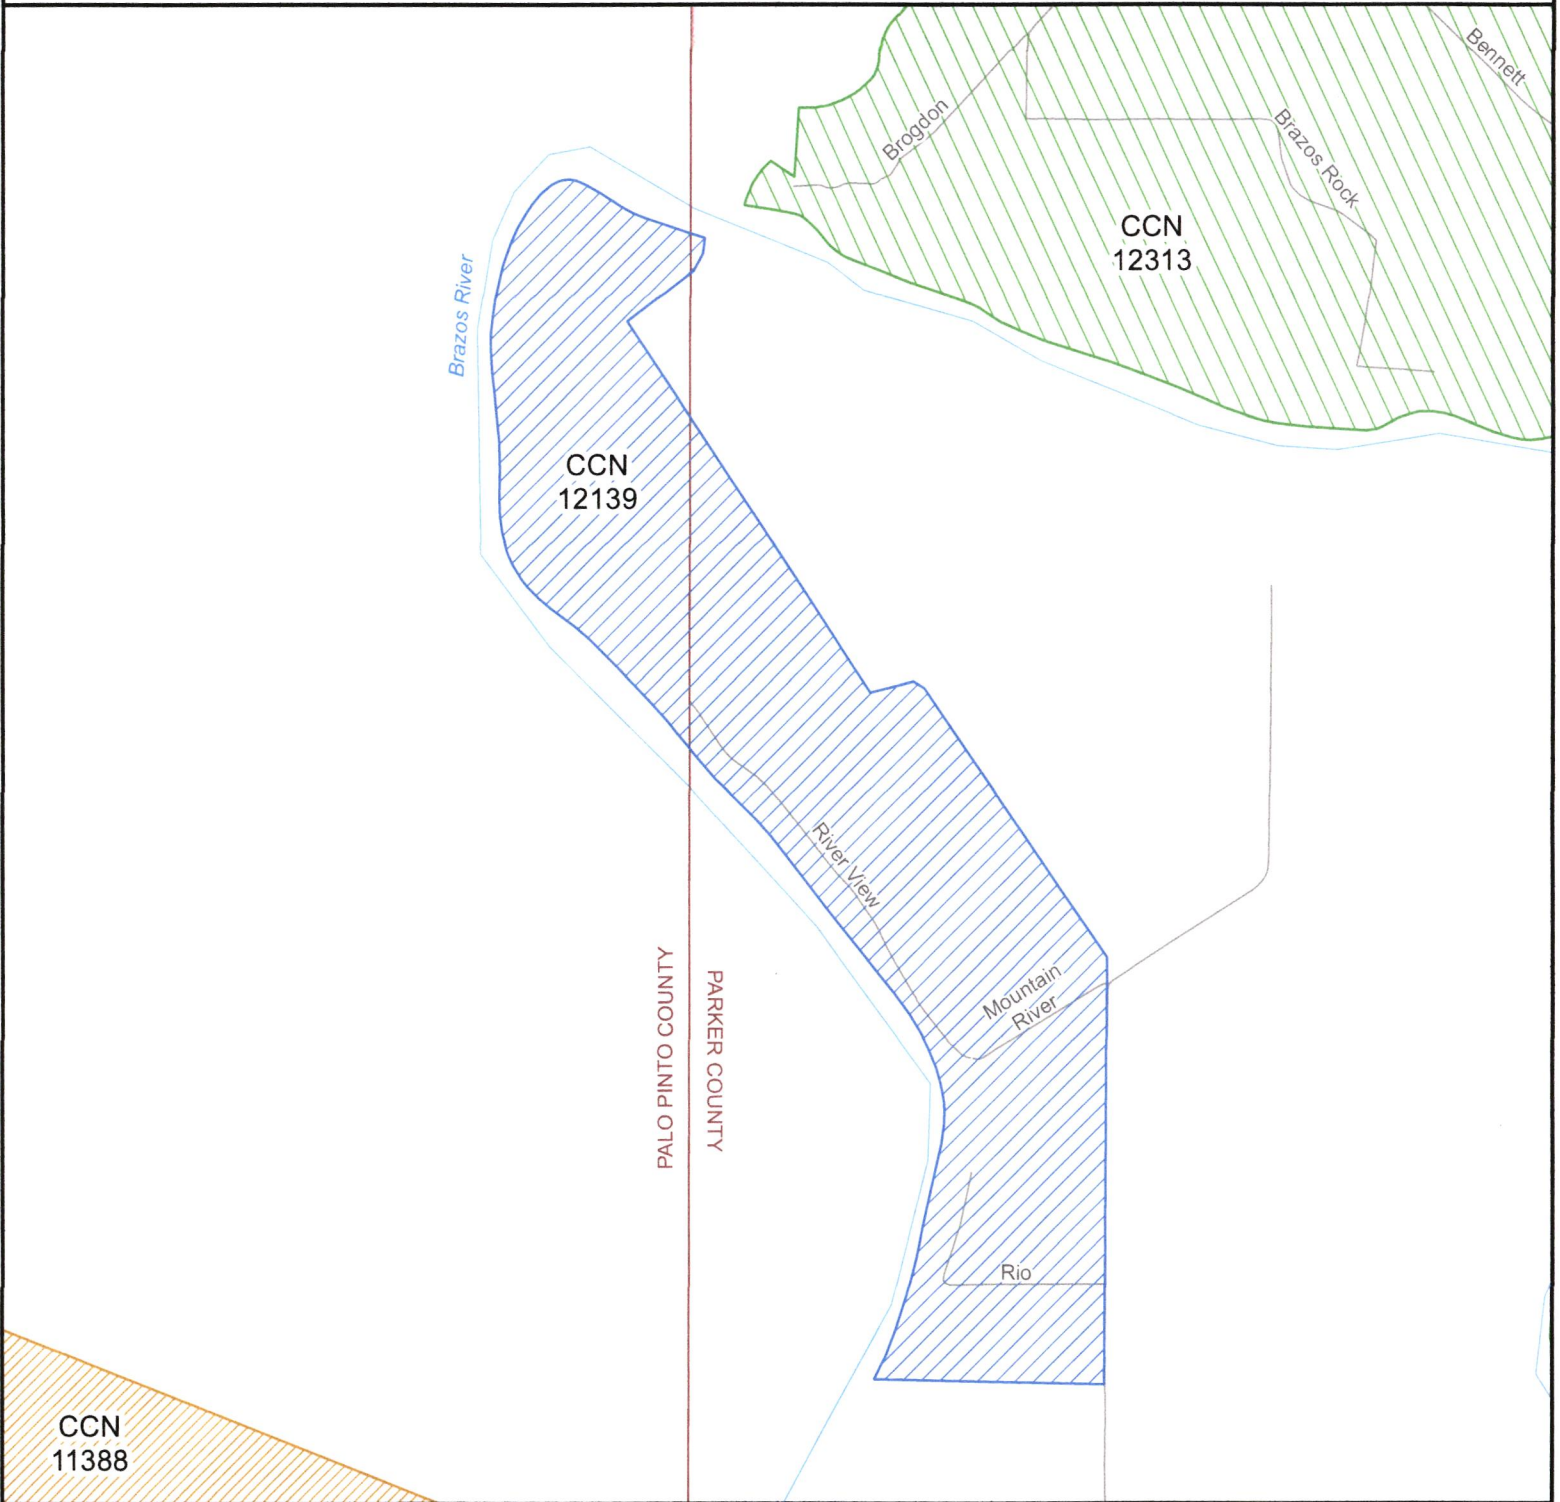 Bennett
Brogdon
Brazos Rock
CCN
12313
Brazos River
CCN
12139
River View
PALO PINTO COUNTY
PARKER COUNTY
Mountain
River
Rio
CCN
11388